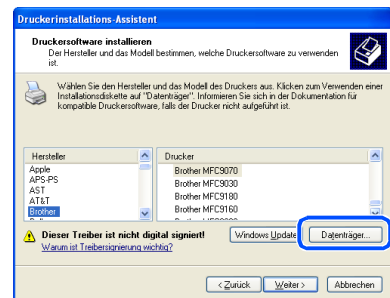 Druckerinstallations-Assistent
Druckersoftware installieren
Der Hersteller und das Modell bestimmen, welche Druckersoftware zu verwenden
ist.
Wählen Sie den Hersteller und das Modell des Druckers aus. Klicken zum Verwenden einer
Installationsdiskette auf "Datenträger". Informieren Sie sich in der Dokumentation für
kompatible Druckersoftware, falls der Drucker nicht aufgeführt ist.
Hersteller
Apple
APS-PS
AST
AT&T
Brother
Drucker
Brother MFC9070
Brother MFC9030
Brother MFC9180
Brother MFC9160
Dieser Treiber ist nicht digital signiert!
Warum ist Treibersignierung wichtig?
Windows Update
Datenträger...
< Zurück
Weiter >
Abbrechen